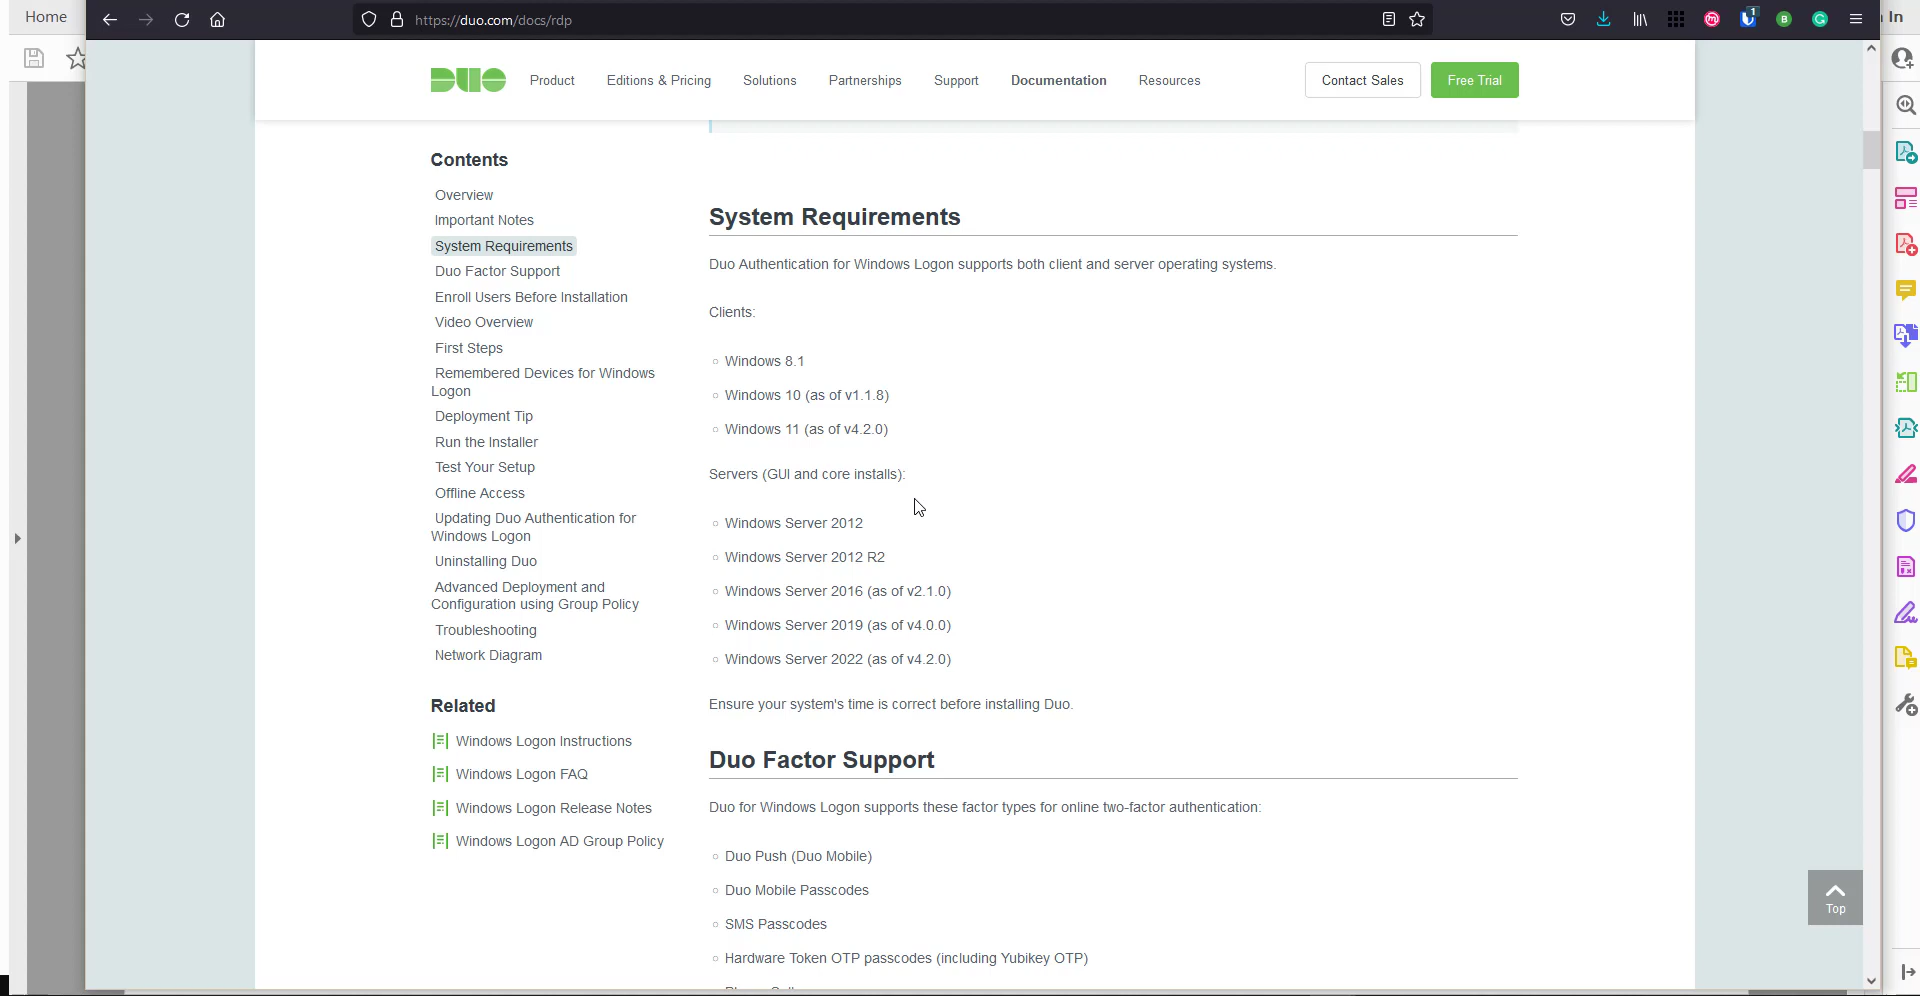 Home
https://duo.com/docs/rdp
1
In
DUO
Product
Editions & Pricing
Solutions
Partnerships
Support
Documentation
Resources
Contact Sales
Free Trial
Contents
Overview
Important Notes
System Requirements
Duo Factor Support
Enroll Users Before Installation
Video Overview
First Steps
Remembered Devices for Windows
Logon
Deployment Tip
Run the Installer
Test Your Setup
Offline Access
Updating Duo Authentication for
Windows Logon
Uninstalling Duo
Advanced Deployment and
Configuration using Group Policy
Troubleshooting
Network Diagram
Related
Windows Logon Instructions
Windows Logon FAQ
Windows Logon Release Notes
Windows Logon AD Group Policy
System Requirements
Duo Authentication for Windows Logon supports both client and server operating systems.
Clients:
Windows 8.1
Windows 10 (as of v1.1.8)
Windows 11 (as of v4.2.0)
Servers (GUI and core installs):
Windows Server 2012
Windows Server 2012 R2
Windows Server 2016 (as of v2.1.0)
Windows Server 2019 (as of v4.0.0)
Windows Server 2022 (as of v4.2.0)
Ensure your system's time is correct before installing Duo.
Duo Factor Support
Duo for Windows Logon supports these factor types for online two-factor authentication:
Duo Push (Duo Mobile)
Duo Mobile Passcodes
SMS Passcodes
Hardware Token OTP passcodes (including Yubikey OTP)
Top